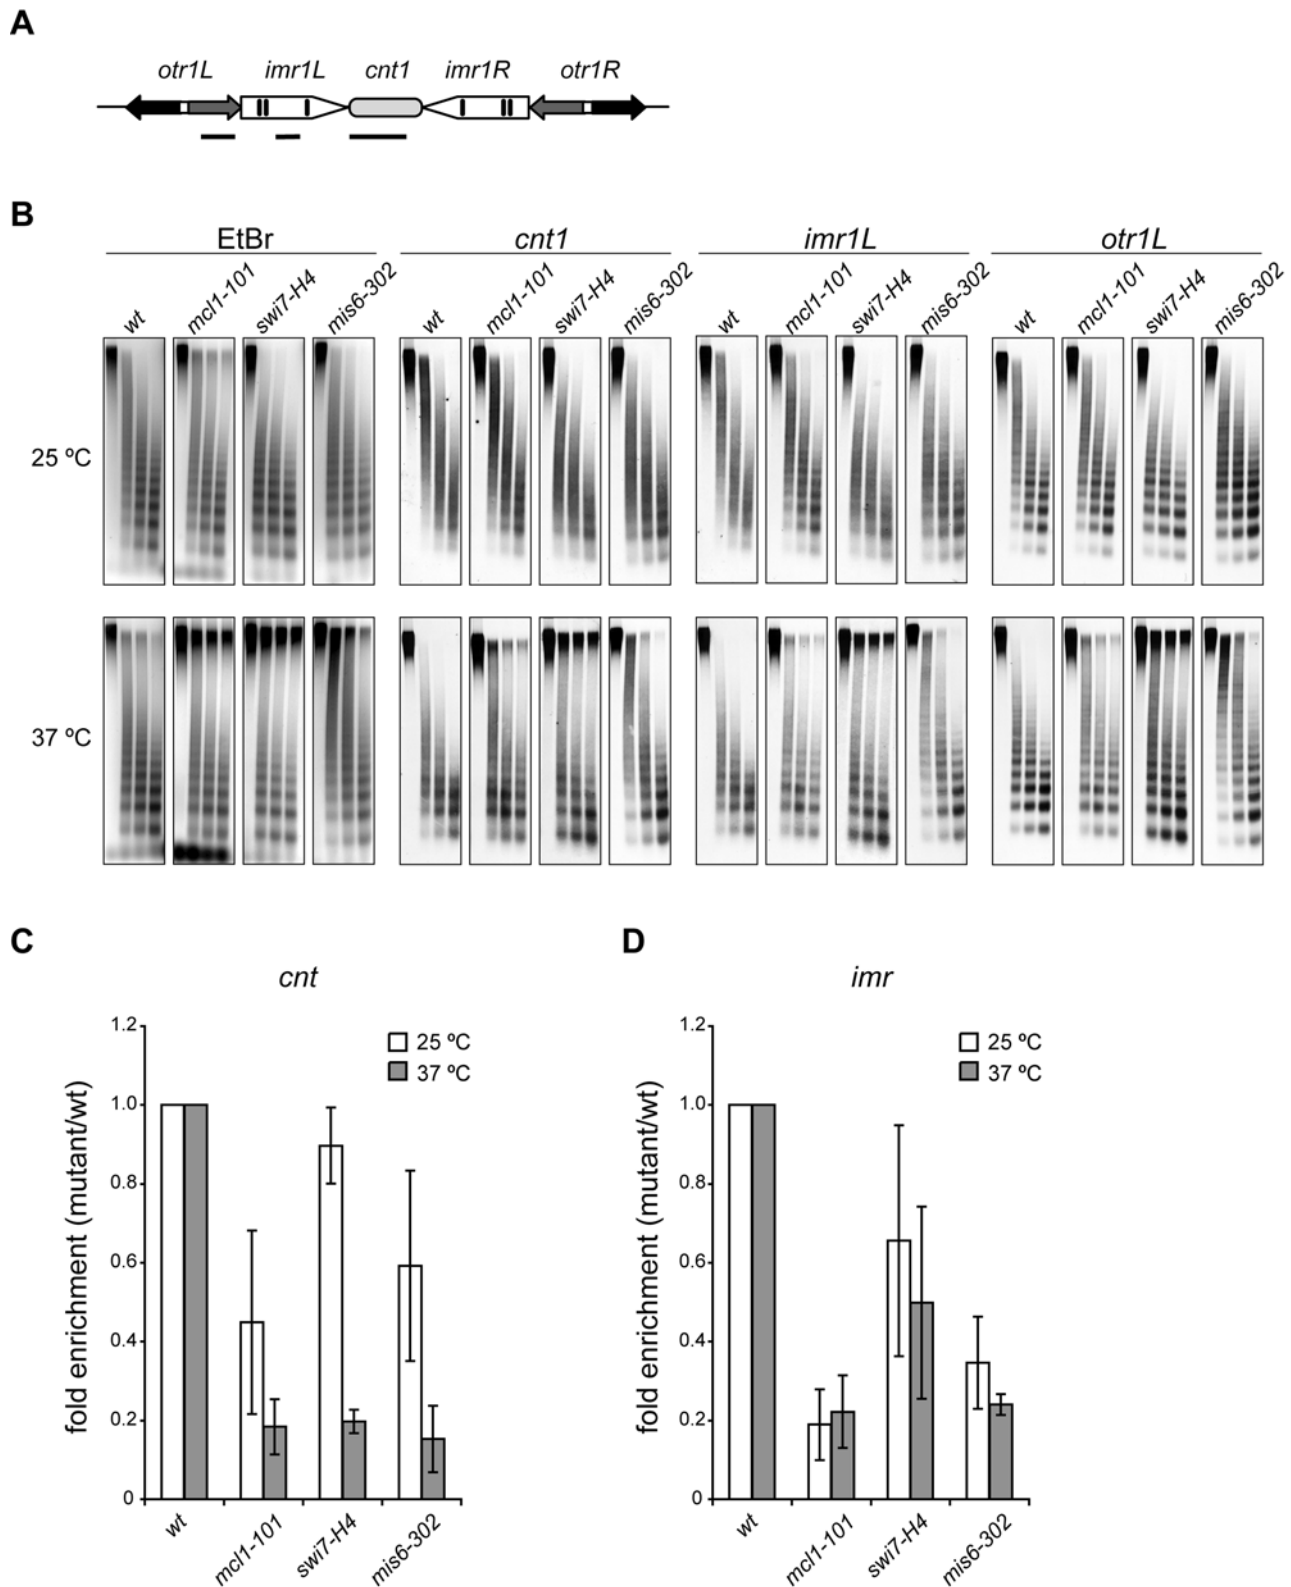 A
otr1L imr1L cnt1 imr1R otr1R
B
EtBr cnt1 imr1L otr1L
wt mcl1-101 swi7-H4 mis6-302 wt mcl1-101 swi7-H4 mis6-302 wt mcl1-101 swi7-H4 mis6-302 wt mcl1-101 swi7-H4 mis6-302
25 ºC
37 ºC
C
cnt
fold enrichment (mutant/wt)
1.2
1.0
0.8
0.6
0.4
0.2
0
25 ºC
37 ºC
wt mcl1-101 swi7-H4 mis6-302
D
imr
fold enrichment (mutant/wt)
1.2
1.0
0.8
0.6
0.4
0.2
0
25 ºC
37 ºC
wt mcl1-101 swi7-H4 mis6-302